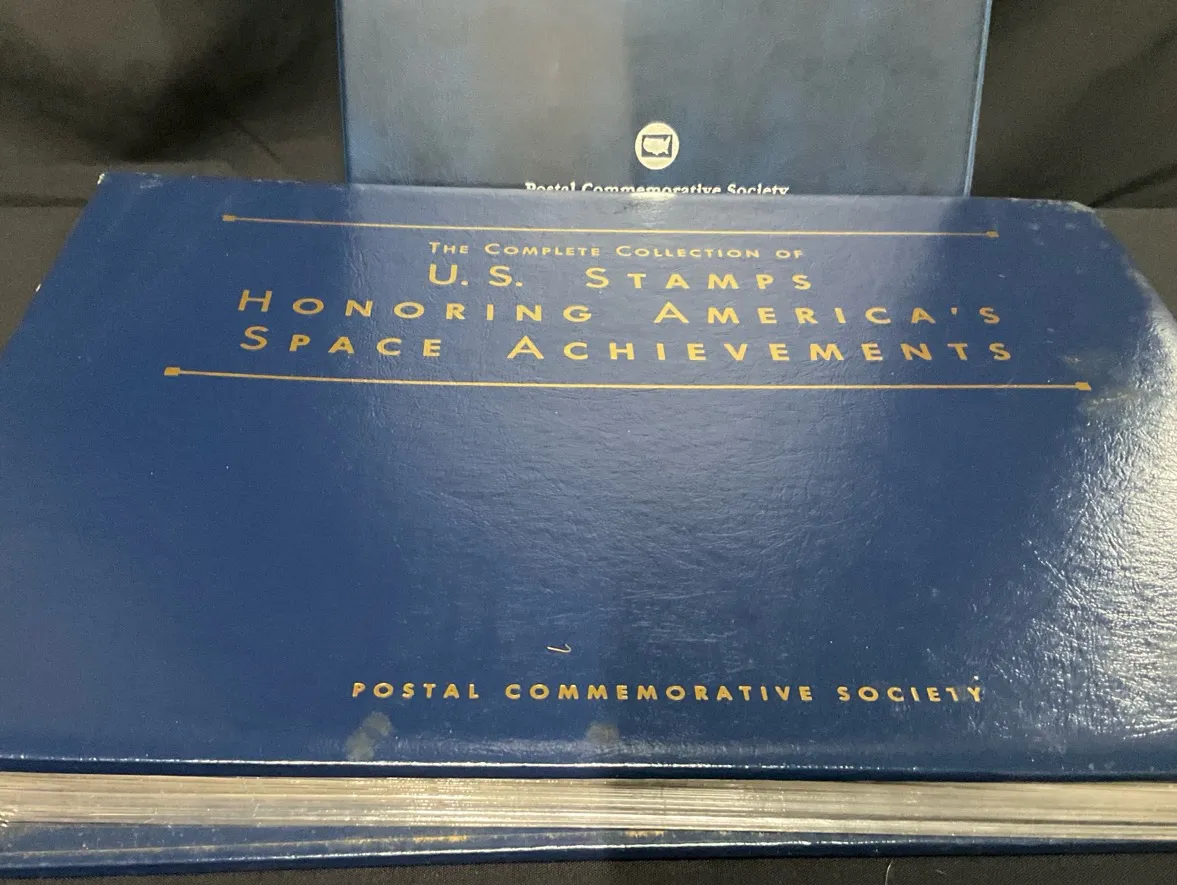 Postal Commemorative Society
THE COMPLETE COLLECTION OF
U.S. STAMPS
HONORING AMERICA'S
SPACE ACHIEVEMENTS
POSTAL COMMEMORATIVE SOCIETY